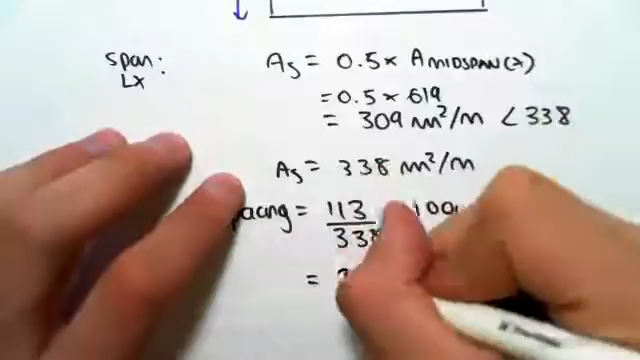 span:
Lx
As = 0.5 x AMIDSPAN(x)
= 0.5 x 619
= 309 mm²/m < 338
As = 338 mm²/m
= 113
338
=